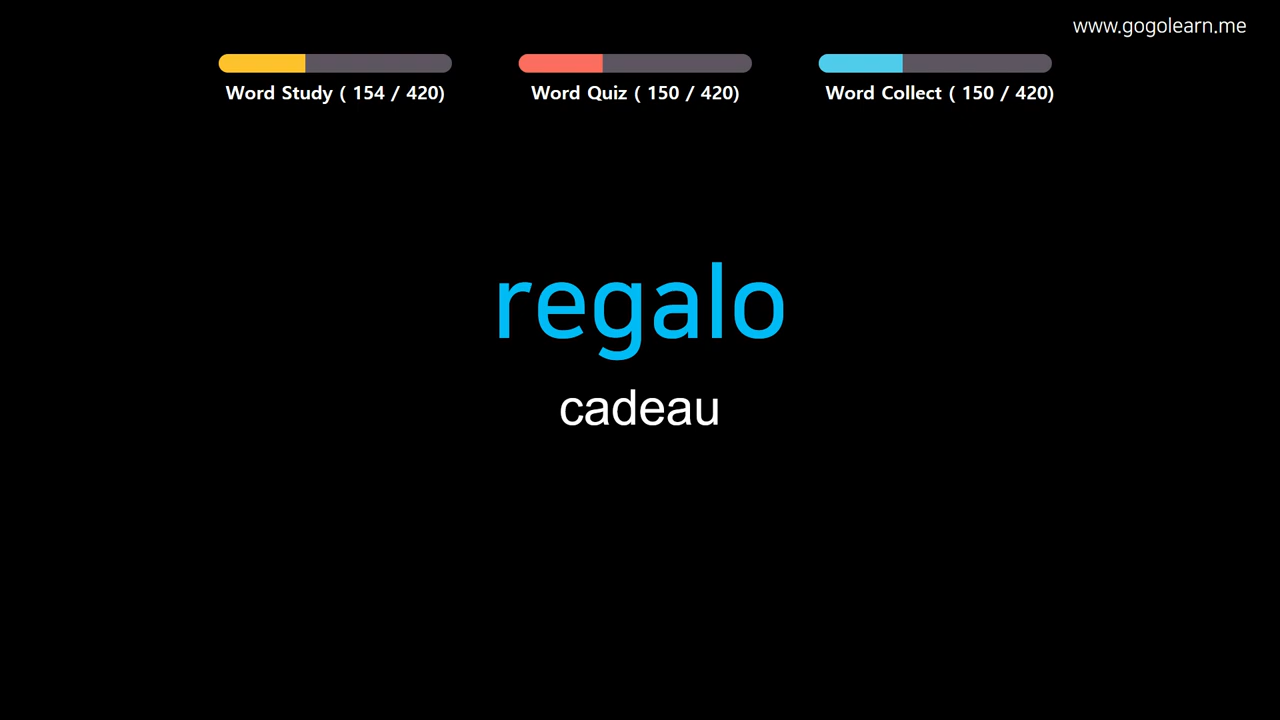 www.gogolearn.me
Word Study ( 154 / 420)
Word Quiz ( 150 / 420)
Word Collect ( 150 / 420)
regalo
cadeau